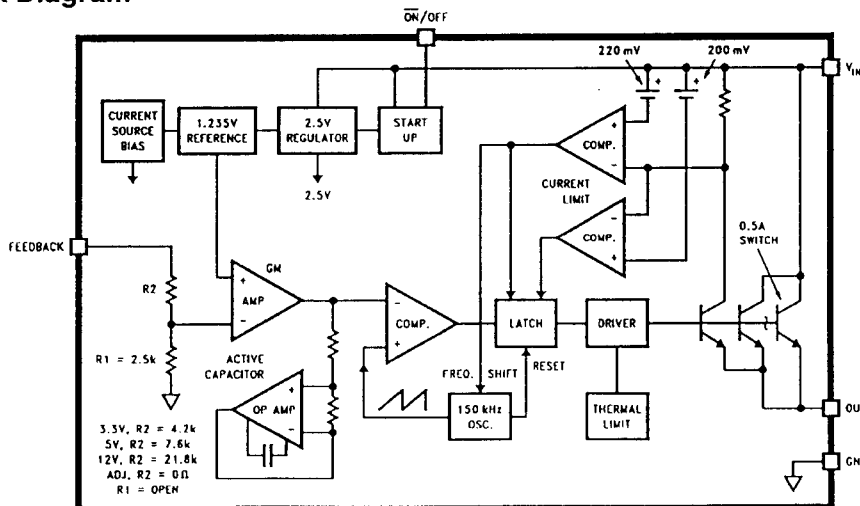 Diagram
ON/OFF
220 mV
200 mV
VIN
CURRENT
SOURCE
BIAS
1.235V
REFERENCE
2.5V
REGULATOR
START
UP
2.5V
+
COMP.
−
CURRENT
LIMIT
−
COMP.
+
0.5A
SWITCH
FEEDBACK
R2
R1 = 2.5k
GM
+
AMP
−
−
COMP.
+
LATCH
DRIVER
ACTIVE
CAPACITOR
+
OP AMP
−
FREQ. SHIFT
RESET
150 kHz
OSC.
THERMAL
LIMIT
3.3V, R2 = 4.2k
5V, R2 = 7.6k
12V, R2 = 21.8k
ADJ, R2 = 0Ω
R1 = OPEN
OU
GN